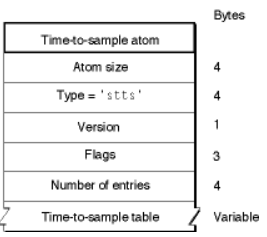 Bytes
Time-to-sample atom
Atom size 4
Type = 'stts' 4
Version 1
Flags 3
Number of entries 4
Time-to-sample table Variable